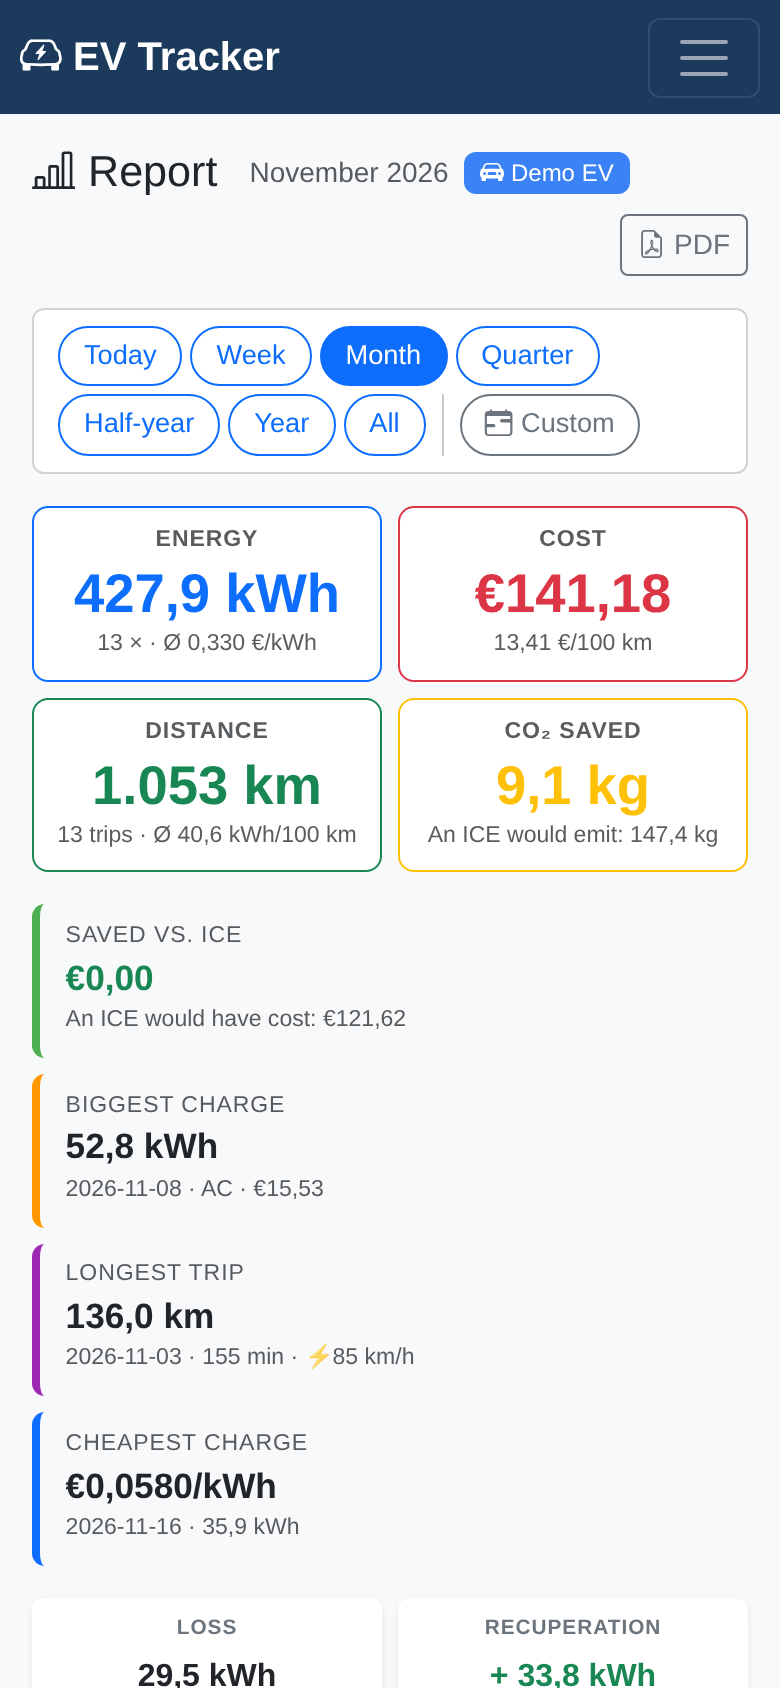 EV Tracker
Report November 2026 Demo EV
PDF
Today Week Month Quarter
Half-year Year All Custom
ENERGY
427,9 kWh
13 × · Ø 0,330 €/kWh
COST
€141,18
13,41 €/100 km
DISTANCE
1.053 km
13 trips · Ø 40,6 kWh/100 km
CO₂ SAVED
9,1 kg
An ICE would emit: 147,4 kg
SAVED VS. ICE
€0,00
An ICE would have cost: €121,62
BIGGEST CHARGE
52,8 kWh
2026-11-08 · AC · €15,53
LONGEST TRIP
136,0 km
2026-11-03 · 155 min · ⚡85 km/h
CHEAPEST CHARGE
€0,0580/kWh
2026-11-16 · 35,9 kWh
LOSS
29,5 kWh
RECUPERATION
+ 33,8 kWh